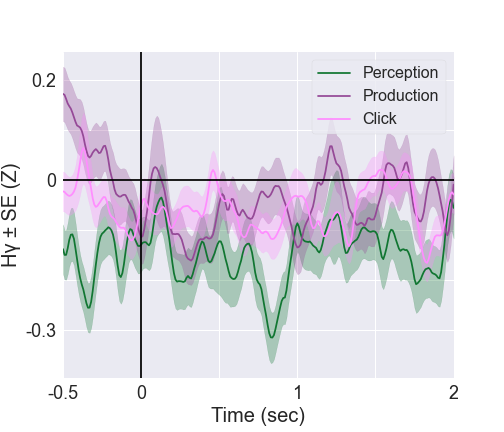 Perception
Production
Click
Hγ ± SE (Z)
0.2
0
-0.3
-0.5
0
1
2
Time (sec)